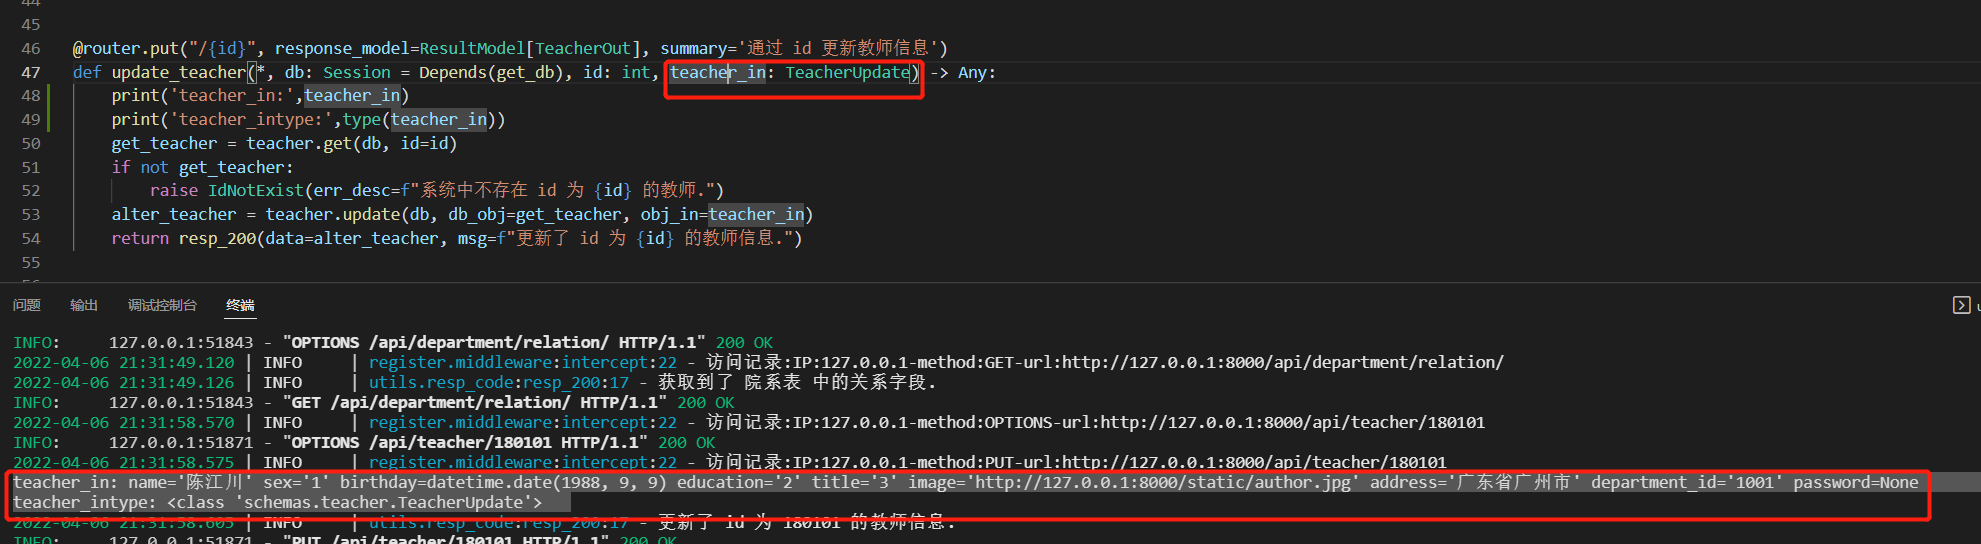 44
45
46 @router.put("/{id}", response_model=ResultModel[TeacherOut], summary='通过 id 更新教师信息')
47 def update_teacher(*, db: Session = Depends(get_db), id: int, teacher_in: TeacherUpdate) -> Any:
48 print('teacher_in:',teacher_in)
49 print('teacher_intype:',type(teacher_in))
50 get_teacher = teacher.get(db, id=id)
51 if not get_teacher:
52 raise IdNotExist(err_desc=f"系统中不存在 id 为 {id} 的教师.")
53 alter_teacher = teacher.update(db, db_obj=get_teacher, obj_in=teacher_in)
54 return resp_200(data=alter_teacher, msg=f"更新了 id 为 {id} 的教师信息.")
55
问题 输出 调试控制台 终端
INFO: 127.0.0.1:51843 - "OPTIONS /api/department/relation/ HTTP/1.1" 200 OK
2022-04-06 21:31:49.120 | INFO | register.middleware:intercept:22 - 访问记录:IP:127.0.0.1-method:GET-url:http://127.0.0.1:8000/api/department/relation/
2022-04-06 21:31:49.126 | INFO | utils.resp_code:resp_200:17 - 获取到了 院系表 中的关系字段.
INFO: 127.0.0.1:51843 - "GET /api/department/relation/ HTTP/1.1" 200 OK
2022-04-06 21:31:58.570 | INFO | register.middleware:intercept:22 - 访问记录:IP:127.0.0.1-method:OPTIONS-url:http://127.0.0.1:8000/api/teacher/180101
INFO: 127.0.0.1:51871 - "OPTIONS /api/teacher/180101 HTTP/1.1" 200 OK
2022-04-06 21:31:58.575 | INFO | register.middleware:intercept:22 - 访问记录:IP:127.0.0.1-method:PUT-url:http://127.0.0.1:8000/api/teacher/180101
teacher_in: name='陈江川' sex='1' birthday=datetime.date(1988, 9, 9) education='2' title='3' image='http://127.0.0.1:8000/static/author.jpg' address='广东省广州市' department_id='1001' password=None
teacher_intype: <class 'schemas.teacher.TeacherUpdate'>
2022-04-06 21:31:58.605 | INFO | utils.resp_code:resp_200:17 - 更新了 id 为 180101 的教师信息.
INFO: 127.0.0.1:51871 - "PUT /api/teacher/180101 HTTP/1.1" 200 OK